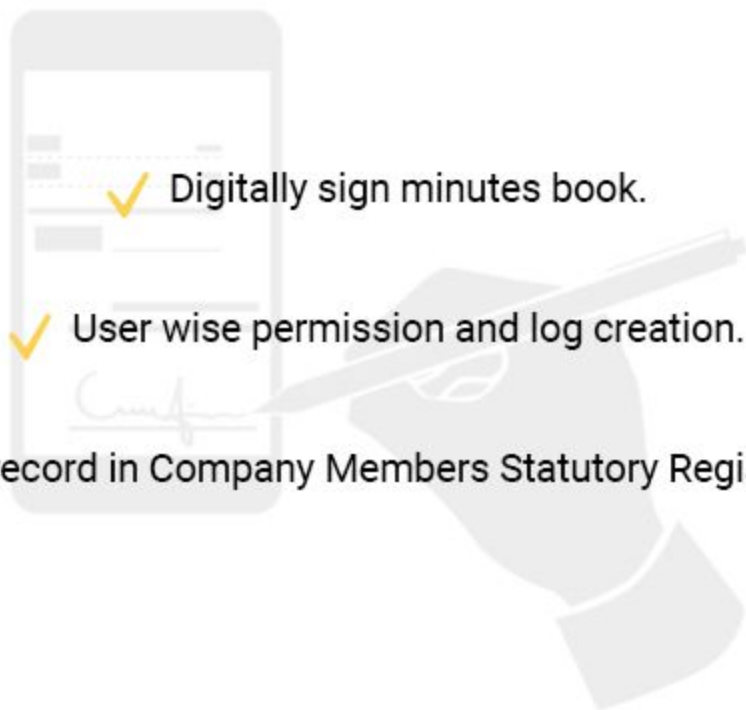 Digitally sign minutes book.
User wise permission and log creation.
ecord in Company Members Statutory Regi